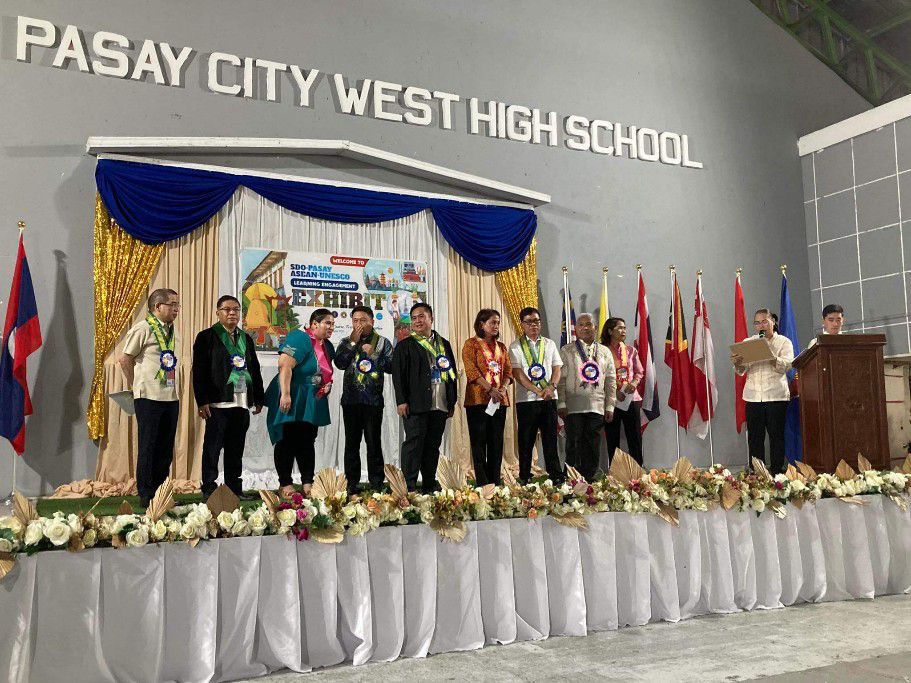 PASAY CITY WEST HIGH SCHOOL
WELCOME TO
SDO-PASAY
ASEAN-UNESCO
LEARNING ENGAGEMENT
EXHIBIT